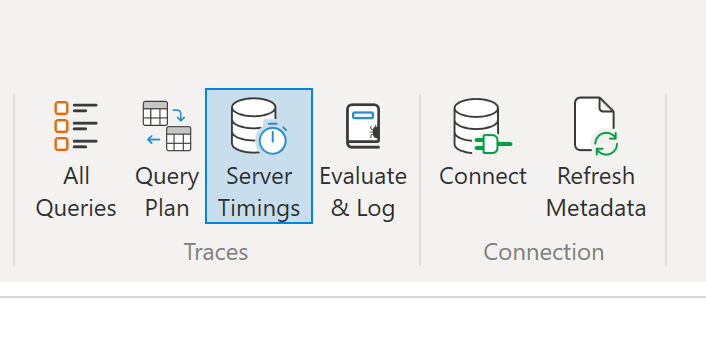 All Queries
Query Plan
Server Timings
Evaluate & Log
Traces
Connect
Refresh Metadata
Connection